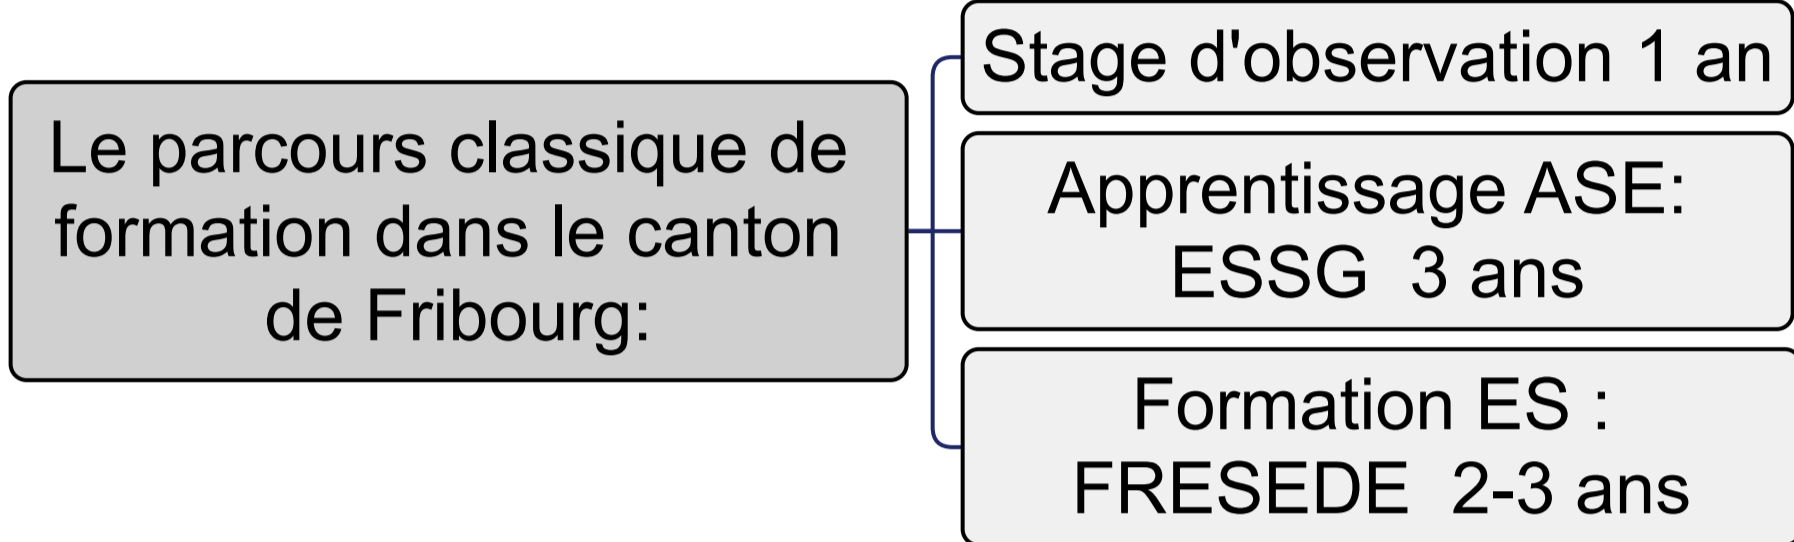 Le parcours classique de
formation dans le canton
de Fribourg:
Stage d'observation 1 an
Apprentissage ASE:
ESSG 3 ans
Formation ES :
FRESEDE 2-3 ans